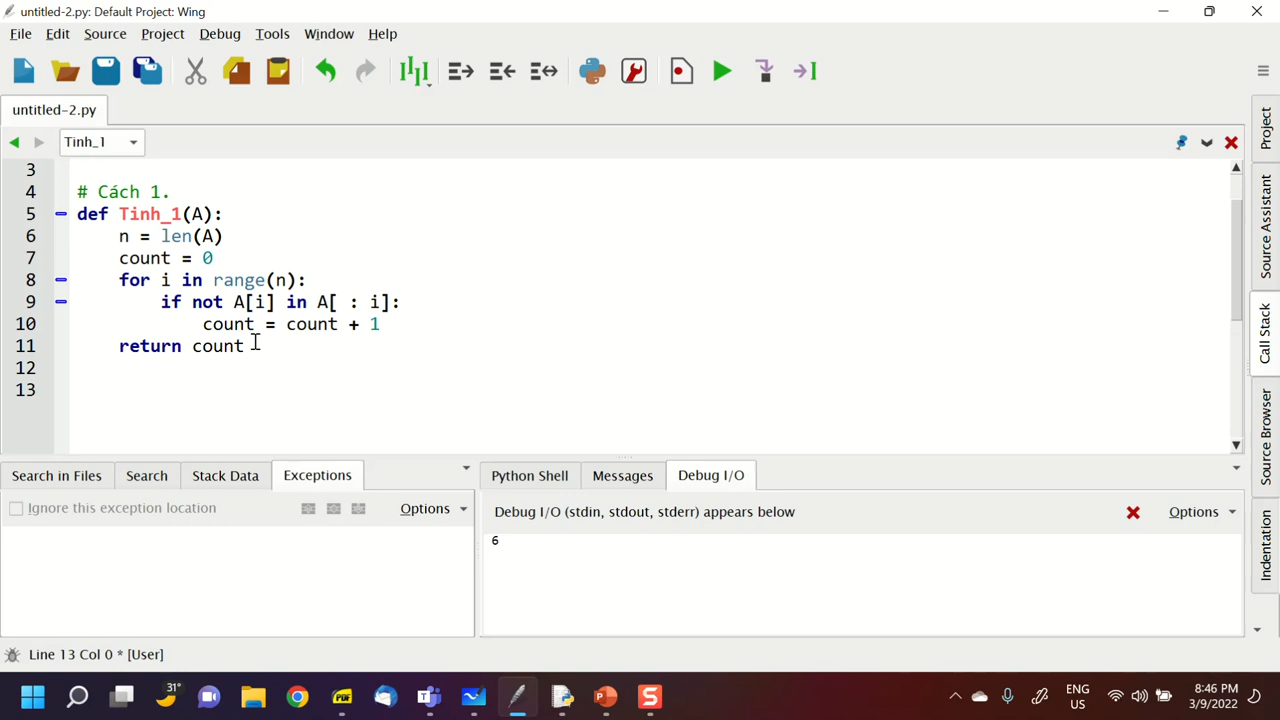 untitled-2.py: Default Project: Wing
File Edit Source Project Debug Tools Window Help
untitled-2.py
Tinh_1
3
4 # Cách 1.
5 def Tinh_1(A):
6 n = len(A)
7 count = 0
8 for i in range(n):
9 if not A[i] in A[ : i]:
10 count = count + 1
11 return count
12
13
Project
Source Assistant
Call Stack
Source Browser
Indentation
Search in Files Search Stack Data Exceptions
Ignore this exception location Options
Python Shell Messages Debug I/O
Debug I/O (stdin, stdout, stderr) appears below Options
6
Line 13 Col 0 * [User]
31°
PDF
ENG
US
8:46 PM
3/9/2022